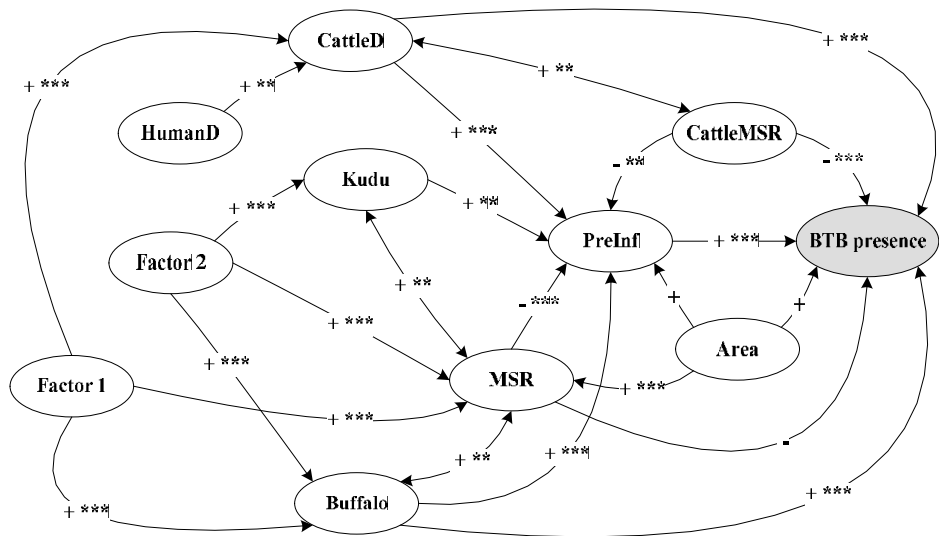 CattleD
+ ***
+ ***
+ **
+ **
HumanD
CattleMSR
+ ***
- **
- ***
Kudu
+ **
+ ***
PreInf
+ ***
BTB presence
Factor 2
+ **
- ***
+
+
+ ***
Area
+ ***
MSR
+ ***
Factor 1
+ ***
-
+ **
+ ***
Buffalo
+ ***
+ ***